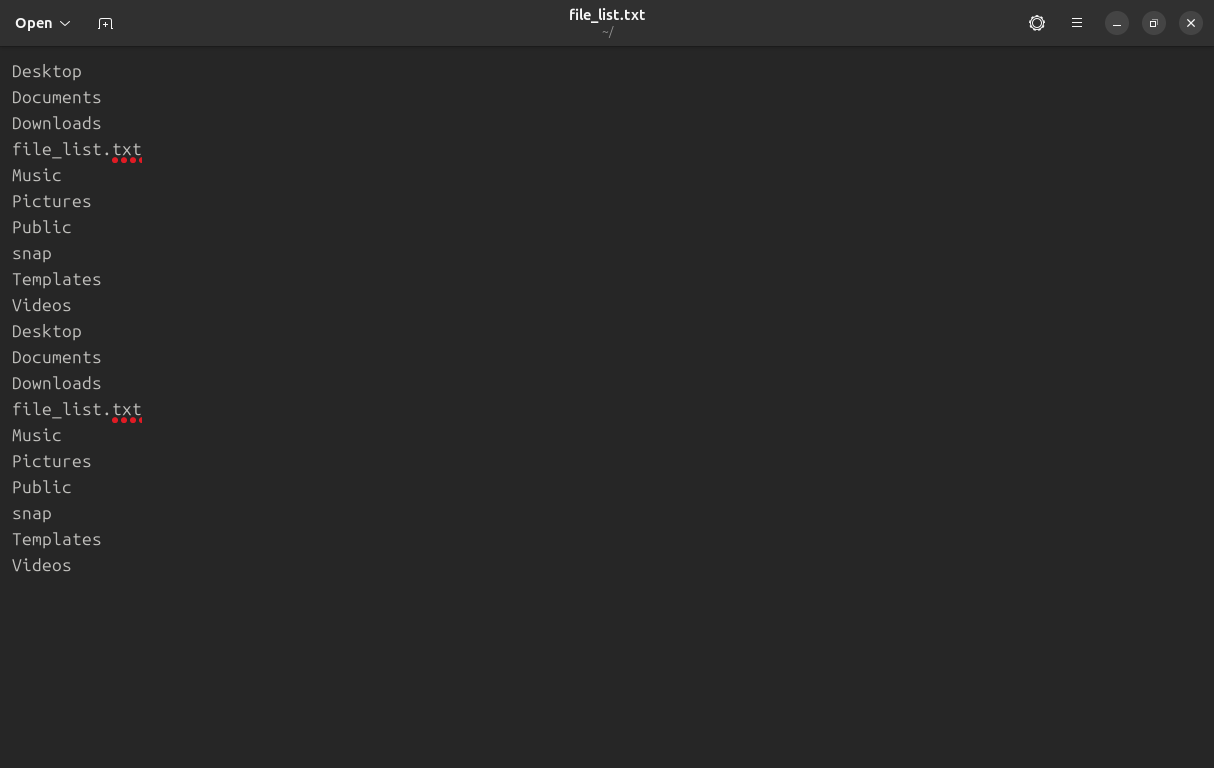 Open
file_list.txt
~/
Desktop
Documents
Downloads
file_list.txt
Music
Pictures
Public
snap
Templates
Videos
Desktop
Documents
Downloads
file_list.txt
Music
Pictures
Public
snap
Templates
Videos